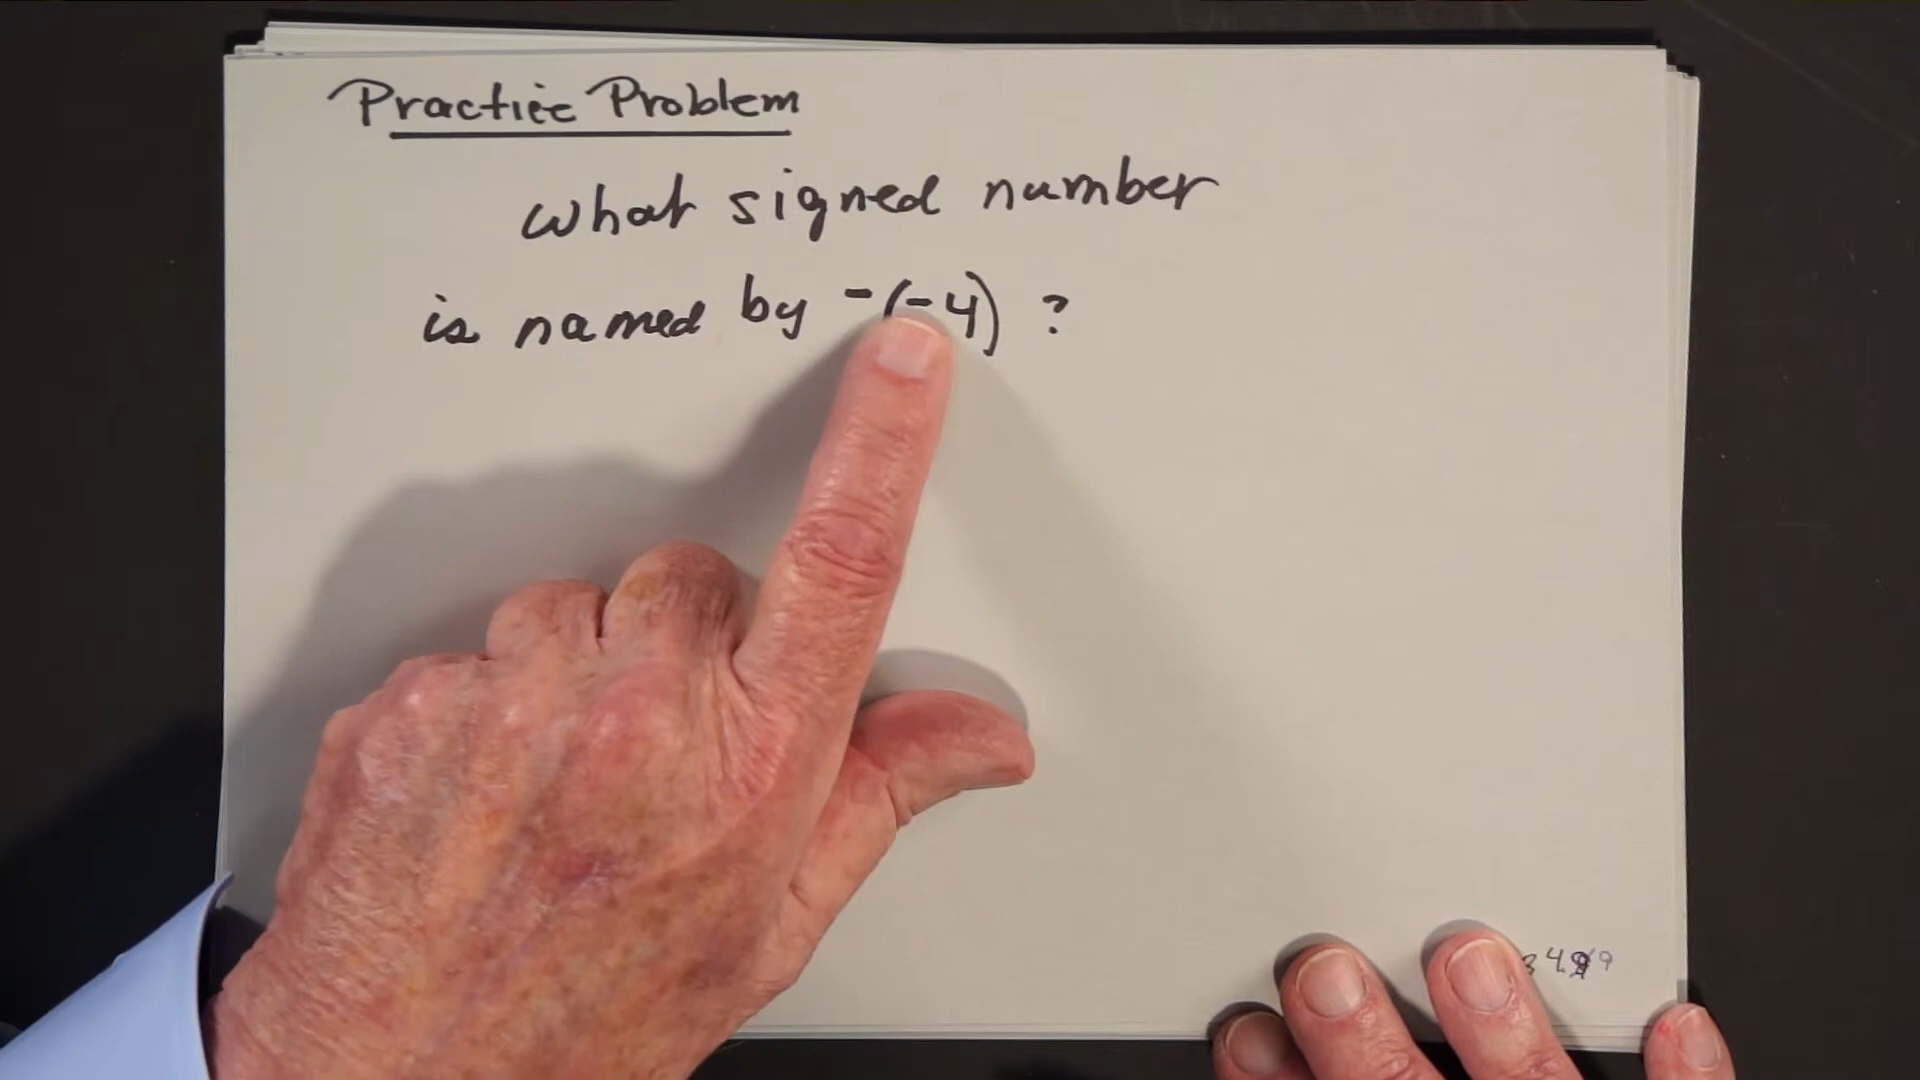 Practice Problem
what signed number
is named by -(-4) ?